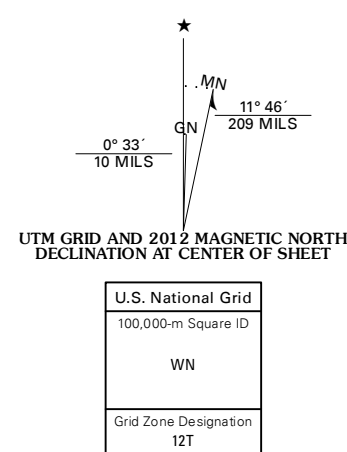 ★
MN
GN
11° 46´
209 MILS
0° 33´
10 MILS
UTM GRID AND 2012 MAGNETIC NORTH
DECLINATION AT CENTER OF SHEET
U.S. National Grid
100,000-m Square ID
WN
Grid Zone Designation
12T